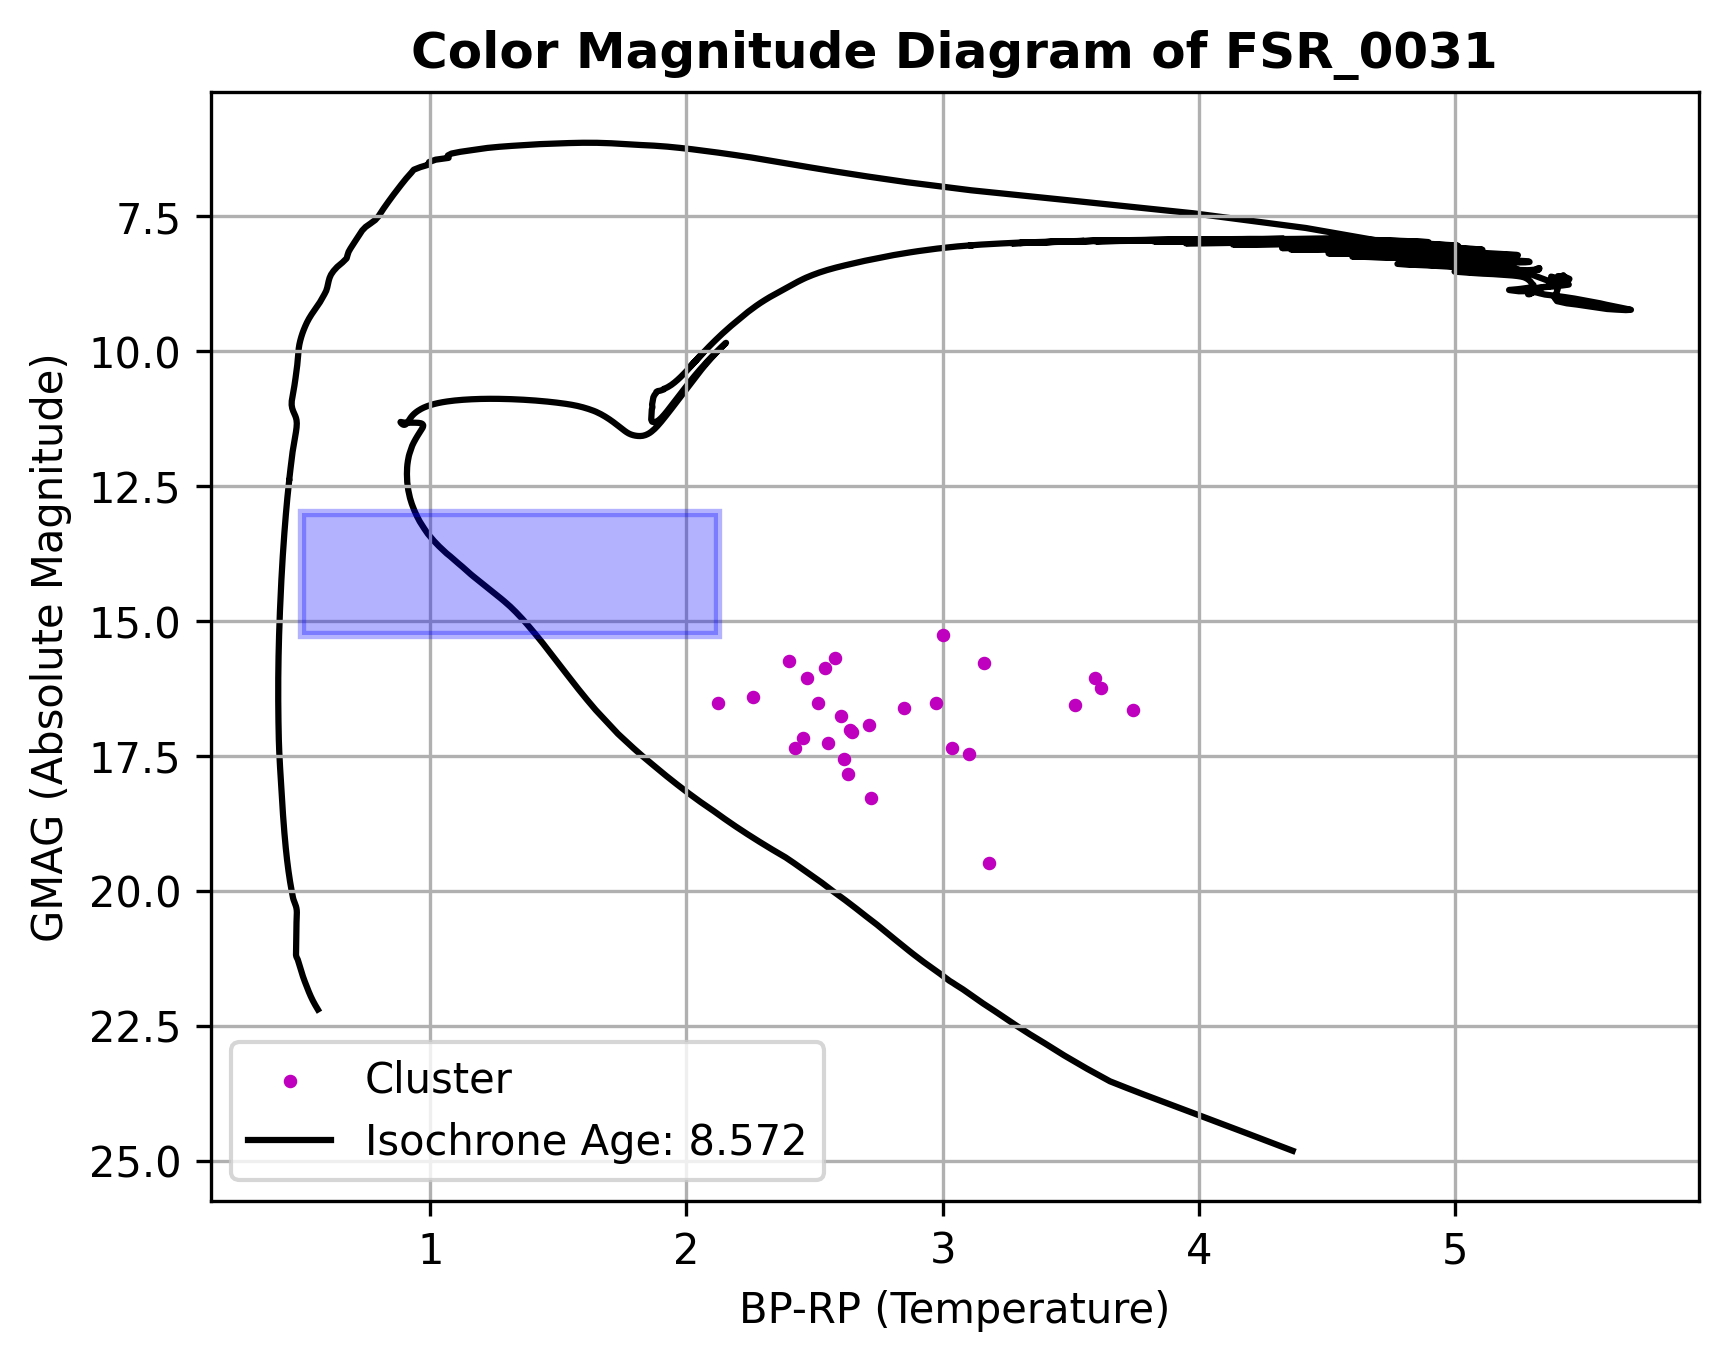 Color Magnitude Diagram of FSR_0031
GMAG (Absolute Magnitude)
7.5
10.0
12.5
15.0
17.5
20.0
22.5
25.0
Cluster
Isochrone Age: 8.572
1 2 3 4 5
BP-RP (Temperature)